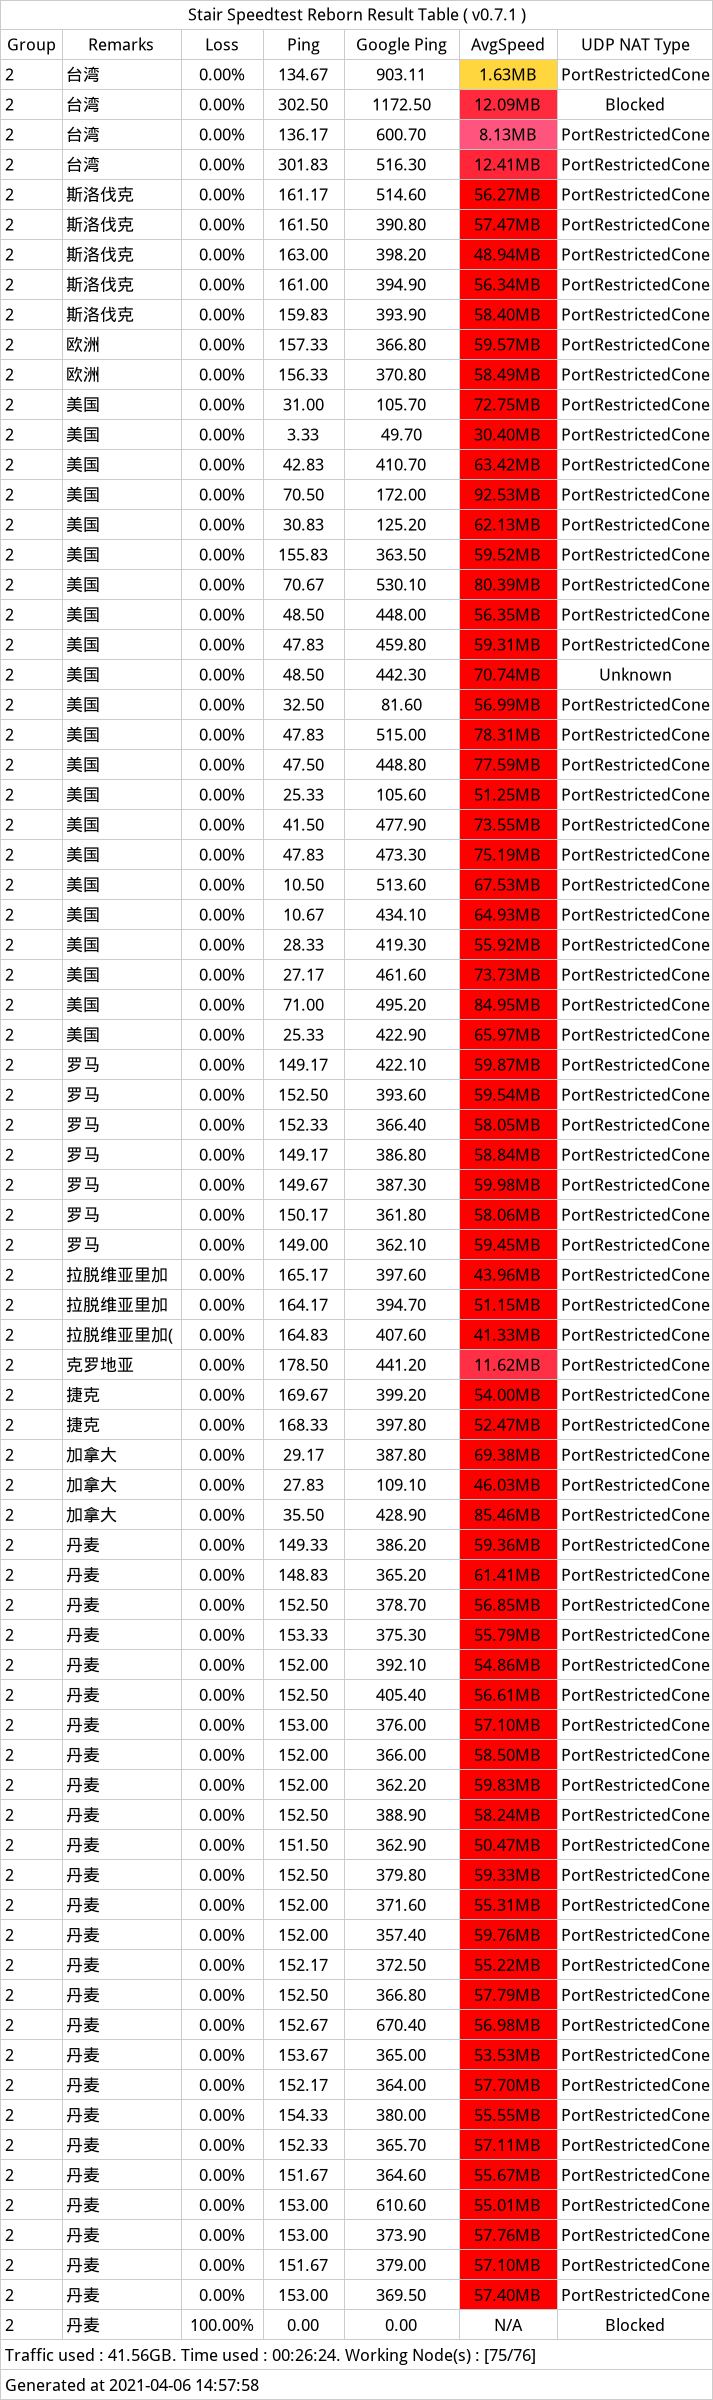 Stair Speedtest Reborn Result Table ( v0.7.1 )
Group Remarks Loss Ping Google Ping AvgSpeed UDP NAT Type
2 台湾 0.00% 134.67 903.11 1.63MB PortRestrictedCone
2 台湾 0.00% 302.50 1172.50 12.09MB Blocked
2 台湾 0.00% 136.17 600.70 8.13MB PortRestrictedCone
2 台湾 0.00% 301.83 516.30 12.41MB PortRestrictedCone
2 斯洛伐克 0.00% 161.17 514.60 56.27MB PortRestrictedCone
2 斯洛伐克 0.00% 161.50 390.80 57.47MB PortRestrictedCone
2 斯洛伐克 0.00% 163.00 398.20 48.94MB PortRestrictedCone
2 斯洛伐克 0.00% 161.00 394.90 56.34MB PortRestrictedCone
2 斯洛伐克 0.00% 159.83 393.90 58.40MB PortRestrictedCone
2 欧洲 0.00% 157.33 366.80 59.57MB PortRestrictedCone
2 欧洲 0.00% 156.33 370.80 58.49MB PortRestrictedCone
2 美国 0.00% 31.00 105.70 72.75MB PortRestrictedCone
2 美国 0.00% 3.33 49.70 30.40MB PortRestrictedCone
2 美国 0.00% 42.83 410.70 63.42MB PortRestrictedCone
2 美国 0.00% 70.50 172.00 92.53MB PortRestrictedCone
2 美国 0.00% 30.83 125.20 62.13MB PortRestrictedCone
2 美国 0.00% 155.83 363.50 59.52MB PortRestrictedCone
2 美国 0.00% 70.67 530.10 80.39MB PortRestrictedCone
2 美国 0.00% 48.50 448.00 56.35MB PortRestrictedCone
2 美国 0.00% 47.83 459.80 59.31MB PortRestrictedCone
2 美国 0.00% 48.50 442.30 70.74MB Unknown
2 美国 0.00% 32.50 81.60 56.99MB PortRestrictedCone
2 美国 0.00% 47.83 515.00 78.31MB PortRestrictedCone
2 美国 0.00% 47.50 448.80 77.59MB PortRestrictedCone
2 美国 0.00% 25.33 105.60 51.25MB PortRestrictedCone
2 美国 0.00% 41.50 477.90 73.55MB PortRestrictedCone
2 美国 0.00% 47.83 473.30 75.19MB PortRestrictedCone
2 美国 0.00% 10.50 513.60 67.53MB PortRestrictedCone
2 美国 0.00% 10.67 434.10 64.93MB PortRestrictedCone
2 美国 0.00% 28.33 419.30 55.92MB PortRestrictedCone
2 美国 0.00% 27.17 461.60 73.73MB PortRestrictedCone
2 美国 0.00% 71.00 495.20 84.95MB PortRestrictedCone
2 美国 0.00% 25.33 422.90 65.97MB PortRestrictedCone
2 罗马 0.00% 149.17 422.10 59.87MB PortRestrictedCone
2 罗马 0.00% 152.50 393.60 59.54MB PortRestrictedCone
2 罗马 0.00% 152.33 366.40 58.05MB PortRestrictedCone
2 罗马 0.00% 149.17 386.80 58.84MB PortRestrictedCone
2 罗马 0.00% 149.67 387.30 59.98MB PortRestrictedCone
2 罗马 0.00% 150.17 361.80 58.06MB PortRestrictedCone
2 罗马 0.00% 149.00 362.10 59.45MB PortRestrictedCone
2 拉脱维亚里加 0.00% 165.17 397.60 43.96MB PortRestrictedCone
2 拉脱维亚里加 0.00% 164.17 394.70 51.15MB PortRestrictedCone
2 拉脱维亚里加( 0.00% 164.83 407.60 41.33MB PortRestrictedCone
2 克罗地亚 0.00% 178.50 441.20 11.62MB PortRestrictedCone
2 捷克 0.00% 169.67 399.20 54.00MB PortRestrictedCone
2 捷克 0.00% 168.33 397.80 52.47MB PortRestrictedCone
2 加拿大 0.00% 29.17 387.80 69.38MB PortRestrictedCone
2 加拿大 0.00% 27.83 109.10 46.03MB PortRestrictedCone
2 加拿大 0.00% 35.50 428.90 85.46MB PortRestrictedCone
2 丹麦 0.00% 149.33 386.20 59.36MB PortRestrictedCone
2 丹麦 0.00% 148.83 365.20 61.41MB PortRestrictedCone
2 丹麦 0.00% 152.50 378.70 56.85MB PortRestrictedCone
2 丹麦 0.00% 153.33 375.30 55.79MB PortRestrictedCone
2 丹麦 0.00% 152.00 392.10 54.86MB PortRestrictedCone
2 丹麦 0.00% 152.50 405.40 56.61MB PortRestrictedCone
2 丹麦 0.00% 153.00 376.00 57.10MB PortRestrictedCone
2 丹麦 0.00% 152.00 366.00 58.50MB PortRestrictedCone
2 丹麦 0.00% 152.00 362.20 59.83MB PortRestrictedCone
2 丹麦 0.00% 152.50 388.90 58.24MB PortRestrictedCone
2 丹麦 0.00% 151.50 362.90 50.47MB PortRestrictedCone
2 丹麦 0.00% 152.50 379.80 59.33MB PortRestrictedCone
2 丹麦 0.00% 152.00 371.60 55.31MB PortRestrictedCone
2 丹麦 0.00% 152.00 357.40 59.76MB PortRestrictedCone
2 丹麦 0.00% 152.17 372.50 55.22MB PortRestrictedCone
2 丹麦 0.00% 152.50 366.80 57.79MB PortRestrictedCone
2 丹麦 0.00% 152.67 670.40 56.98MB PortRestrictedCone
2 丹麦 0.00% 153.67 365.00 53.53MB PortRestrictedCone
2 丹麦 0.00% 152.17 364.00 57.70MB PortRestrictedCone
2 丹麦 0.00% 154.33 380.00 55.55MB PortRestrictedCone
2 丹麦 0.00% 152.33 365.70 57.11MB PortRestrictedCone
2 丹麦 0.00% 151.67 364.60 55.67MB PortRestrictedCone
2 丹麦 0.00% 153.00 610.60 55.01MB PortRestrictedCone
2 丹麦 0.00% 153.00 373.90 57.76MB PortRestrictedCone
2 丹麦 0.00% 151.67 379.00 57.10MB PortRestrictedCone
2 丹麦 0.00% 153.00 369.50 57.40MB PortRestrictedCone
2 丹麦 100.00% 0.00 0.00 N/A Blocked
Traffic used : 41.56GB. Time used : 00:26:24. Working Node(s) : [75/76]
Generated at 2021-04-06 14:57:58